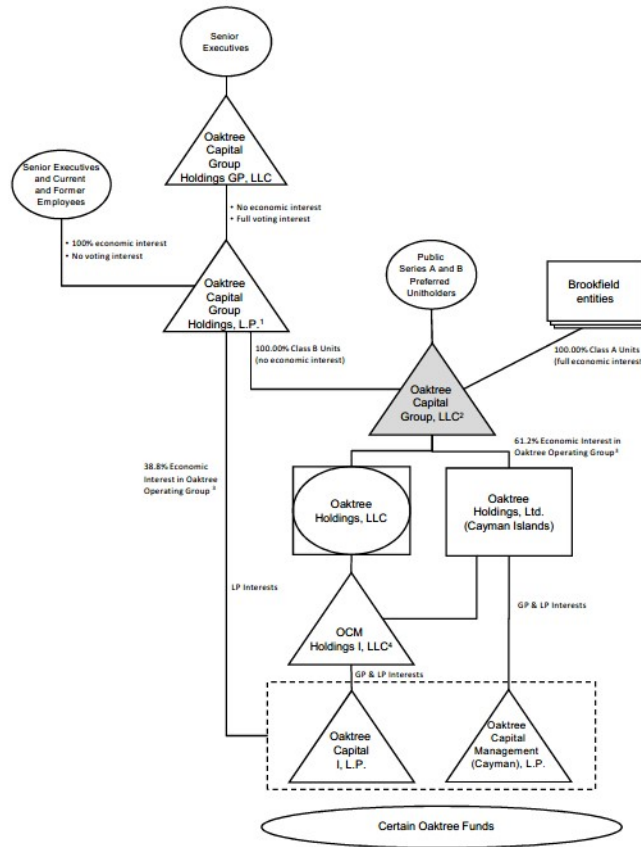 Senior
Executives
Oaktree
Capital
Group
Holdings GP, LLC
Senior Executives
and Current
and Former
Employees
• No economic interest
• Full voting interest
• 100% economic interest
• No voting interest
Oaktree
Capital
Group
Holdings, L.P.¹
Public
Series A and B
Preferred
Unitholders
Brookfield
entities
100.00% Class B Units
(no economic interest)
100.00% Class A Units
(full economic interest
Oaktree
Capital
Group, LLC²
38.8% Economic
Interest in Oaktree
Operating Group ³
61.2% Economic Interest in
Oaktree Operating Group³
Oaktree
Holdings, LLC
Oaktree
Holdings, Ltd.
(Cayman Islands)
LP Interests
GP & LP Interests
OCM
Holdings I, LLC⁴
GP & LP Interests
Oaktree
Capital
I, L.P.
Oaktree
Capital
Management
(Cayman), L.P.
Certain Oaktree Funds